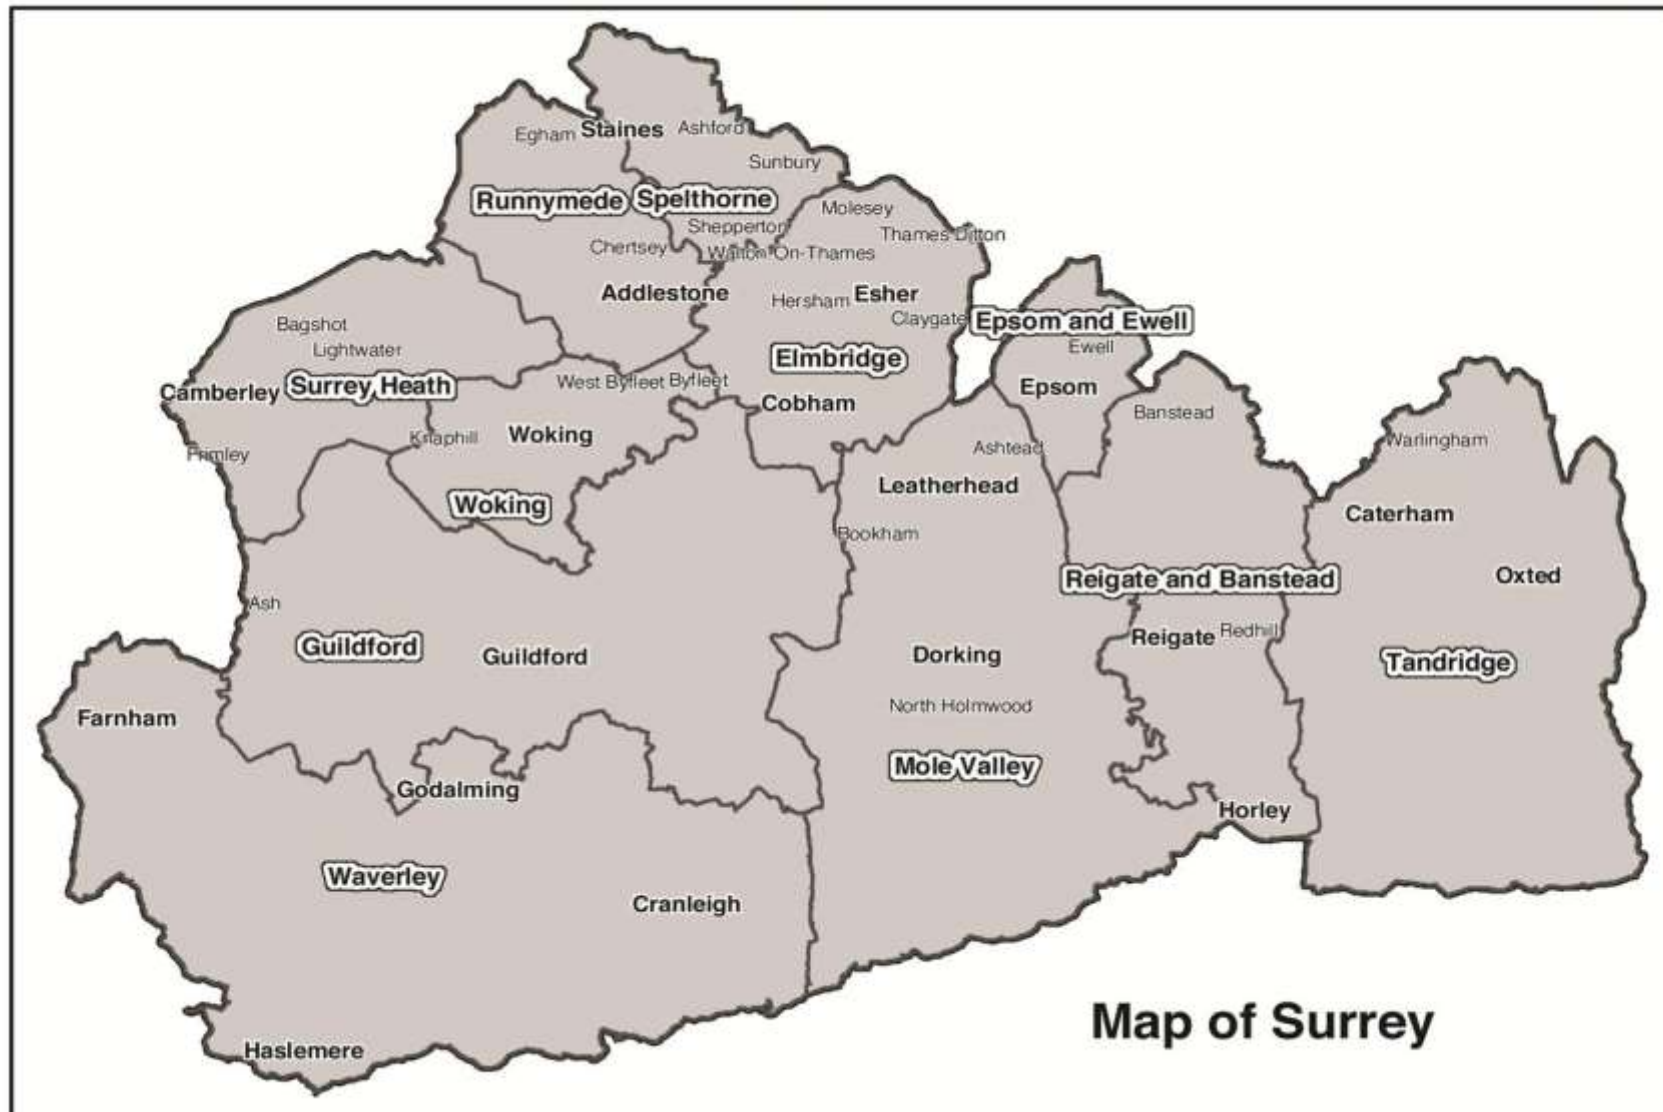 Egham
Staines
Ashford
Sunbury
Runnymede
Spelthorne
Molesey
Shepperton
Thames Ditton
Chertsey
Walton-On-Thames
Addlestone
Hersham
Esher
Claygate
Epsom and Ewell
Bagshot
Lightwater
Ewell
Elmbridge
Camberley
Surrey Heath
West Byfleet
Byfleet
Epsom
Cobham
Banstead
Knaphill
Woking
Ashtead
Warlingham
Frimley
Leatherhead
Woking
Caterham
Bookham
Oxted
Reigate and Banstead
Ash
Guildford
Guildford
Dorking
Reigate
Redhill
Tandridge
North Holmwood
Farnham
Mole Valley
Godalming
Horley
Waverley
Cranleigh
Map of Surrey
Haslemere